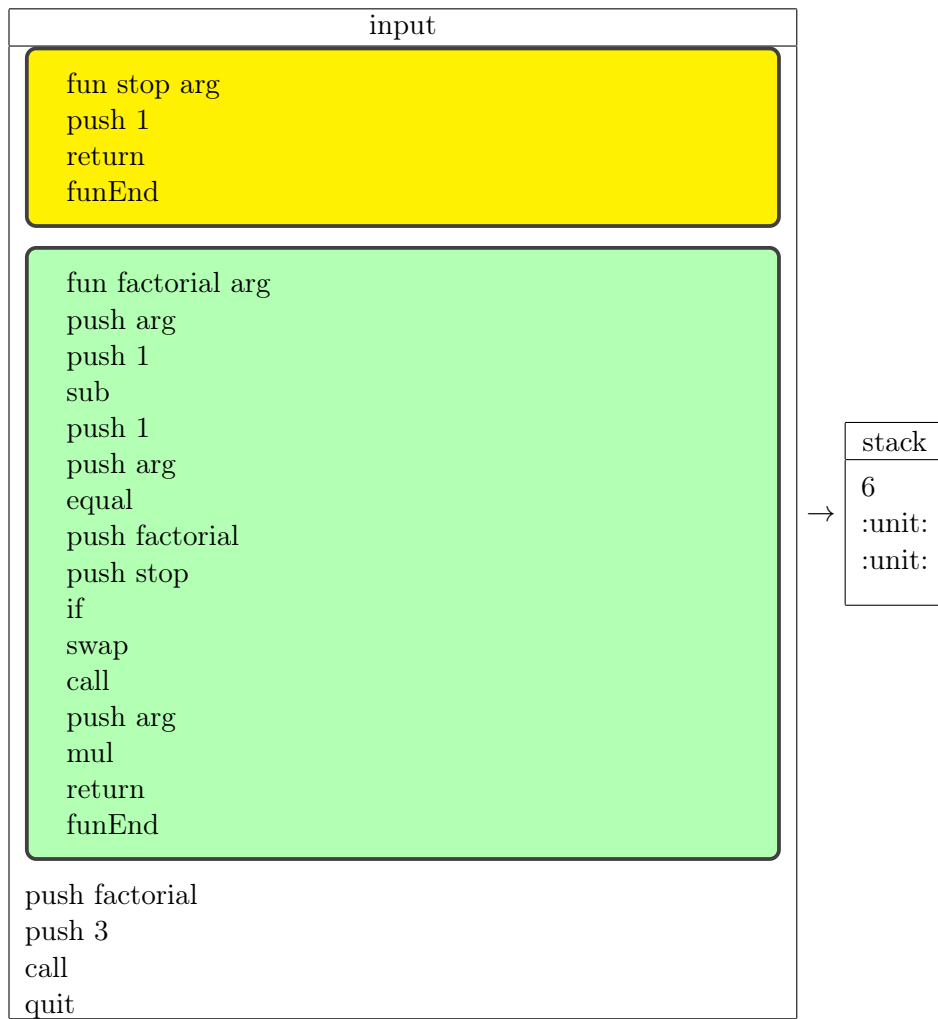 input
fun stop arg
push 1
return
funEnd
fun factorial arg
push arg
push 1
sub
push 1
push arg
equal
push factorial
push stop
if
swap
call
push arg
mul
return
funEnd
push factorial
push 3
call
quit
→
stack
6
:unit:
:unit: